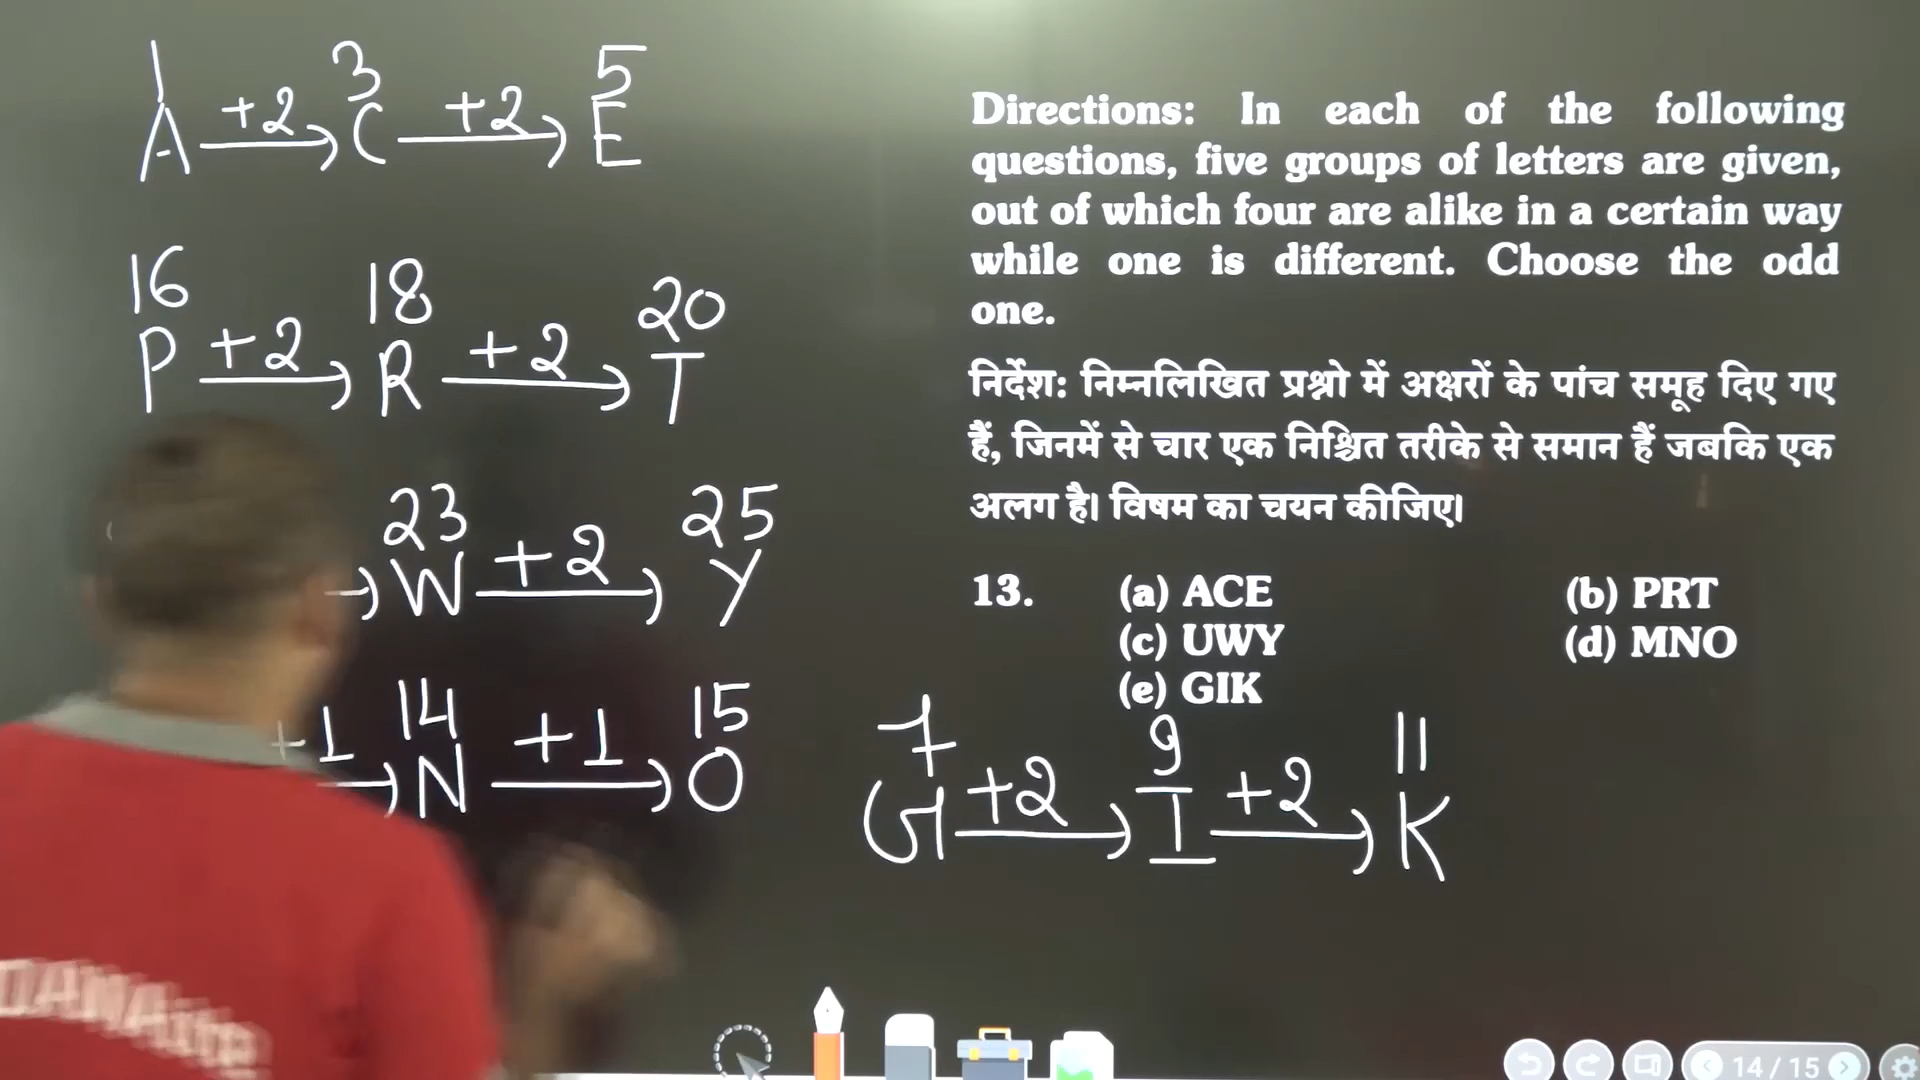 1 3 5
A +2 C +2 E
16 18 20
P +2 R +2 T
23 25
W +2 Y
14 15
+1 N +1 O
Directions: In each of the following
questions, five groups of letters are given,
out of which four are alike in a certain way
while one is different. Choose the odd
one.
निर्देश: निम्नलिखित प्रश्नो में अक्षरों के पांच समूह दिए गए
हैं, जिनमें से चार एक निश्चित तरीके से समान हैं जबकि एक
अलग है। विषम का चयन कीजिए।
13. (a) ACE (b) PRT
(c) UWY (d) MNO
(e) GIK
7 9 11
G +2 I +2 K
14 / 15